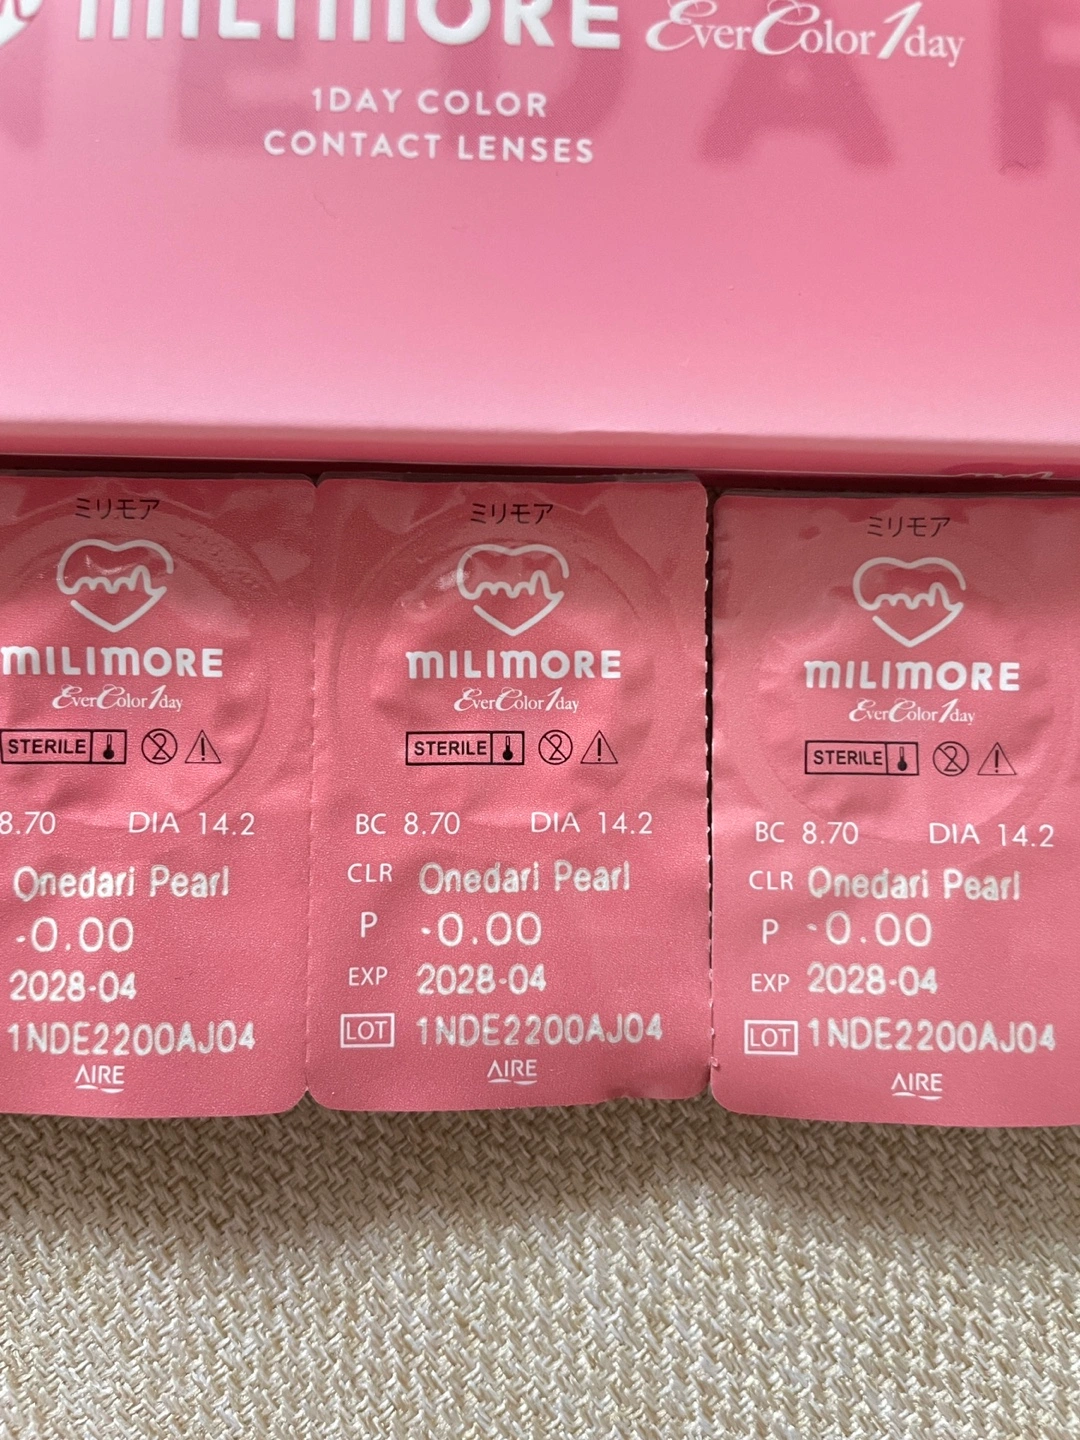 MILIMORE EverColor1day
1DAY COLOR
CONTACT LENSES
ミリモア
MILIMORE
EverColor1day
STERILE
8.70 DIA 14.2
Onedari Pearl
-0.00
2028-04
1NDE2200AJ04
AIRE
ミリモア
MILIMORE
EverColor1day
STERILE
BC 8.70 DIA 14.2
CLR Onedari Pearl
P -0.00
EXP 2028-04
LOT 1NDE2200AJ04
AIRE
ミリモア
MILIMORE
EverColor1day
STERILE
BC 8.70 DIA 14.2
CLR Onedari Pearl
P -0.00
EXP 2028-04
LOT 1NDE2200AJ04
AIRE